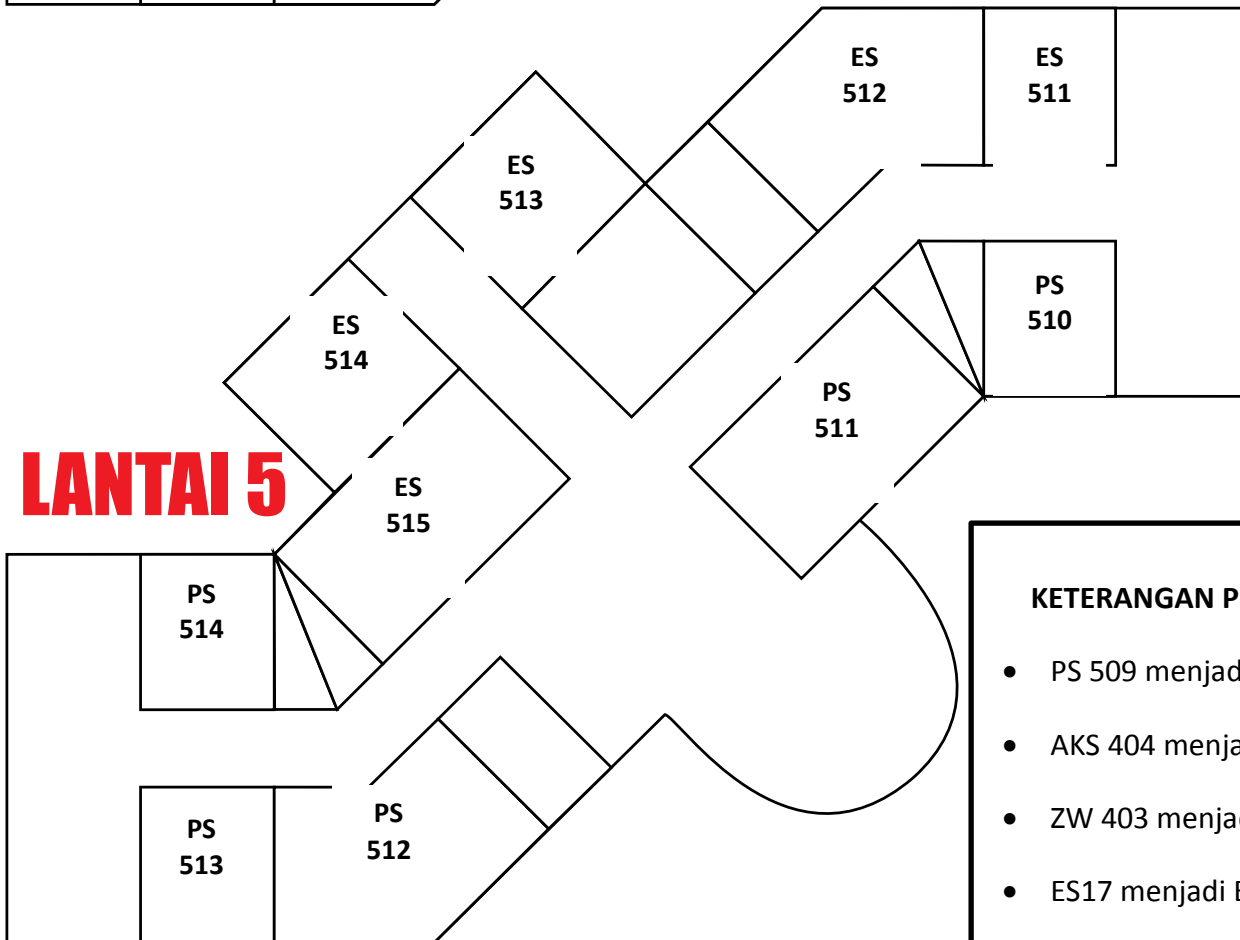 ES
512
ES
511
ES
513
PS
510
ES
514
PS
511
LANTAI 5
ES
515
PS
514
KETERANGAN P
• PS 509 menjad
• AKS 404 menja
• ZW 403 menja
• ES17 menjadi
PS
512
PS
513